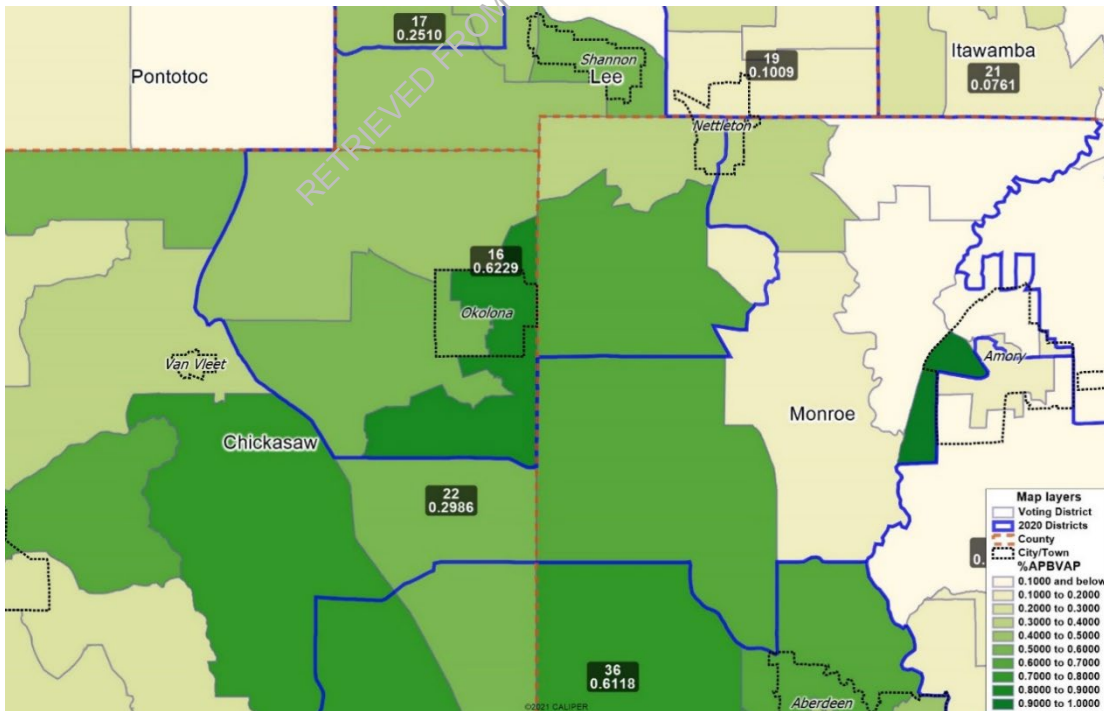 17
0.2510
Shannon
Lee
19
0.1009
Itawamba
21
0.0761
Pontotoc
RETRIEVED FROM
Nettleton
16
0.6229
Okolona
Van Vleet
Amory
Monroe
Chickasaw
22
0.2986
36
0.6118
Aberdeen
©2021 CALIPER
0.
Map layers
Voting District
2020 Districts
County
City/Town
%APBVAP
0.1000 and below
0.1000 to 0.2000
0.2000 to 0.3000
0.3000 to 0.4000
0.4000 to 0.5000
0.5000 to 0.6000
0.6000 to 0.7000
0.7000 to 0.8000
0.8000 to 0.9000
0.9000 to 1.0000